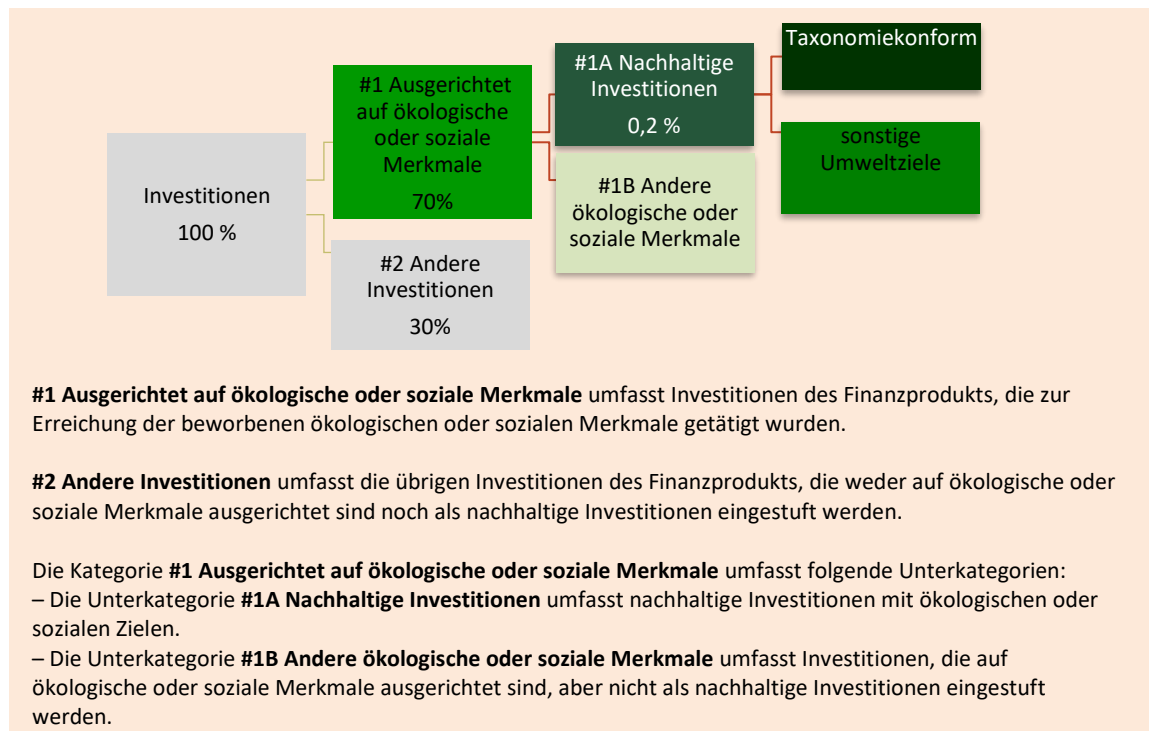 Investitionen
100 %
#1 Ausgerichtet
auf ökologische
oder soziale
Merkmale
70%
#2 Andere
Investitionen
30%
#1A Nachhaltige
Investitionen
0,2 %
#1B Andere
ökologische oder
soziale Merkmale
Taxonomiekonform
sonstige
Umweltziele
#1 Ausgerichtet auf ökologische oder soziale Merkmale umfasst Investitionen des Finanzprodukts, die zur
Erreichung der beworbenen ökologischen oder sozialen Merkmale getätigt wurden.
#2 Andere Investitionen umfasst die übrigen Investitionen des Finanzprodukts, die weder auf ökologische oder
soziale Merkmale ausgerichtet sind noch als nachhaltige Investitionen eingestuft werden.
Die Kategorie #1 Ausgerichtet auf ökologische oder soziale Merkmale umfasst folgende Unterkategorien:
– Die Unterkategorie #1A Nachhaltige Investitionen umfasst nachhaltige Investitionen mit ökologischen oder
sozialen Zielen.
– Die Unterkategorie #1B Andere ökologische oder soziale Merkmale umfasst Investitionen, die auf
ökologische oder soziale Merkmale ausgerichtet sind, aber nicht als nachhaltige Investitionen eingestuft
werden.